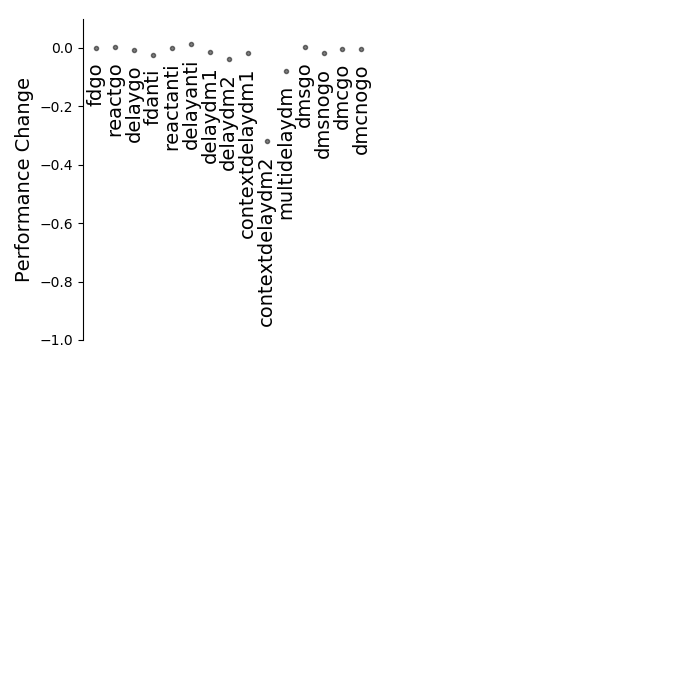 Performance Change
0.0
−0.2
−0.4
−0.6
−0.8
−1.0
fdgo
reactgo
delaygo
fdanti
reactanti
delayanti
delaydm1
delaydm2
contextdelaydm1
contextdelaydm2
multidelaydm
dmsgo
dmsnogo
dmcgo
dmcnogo